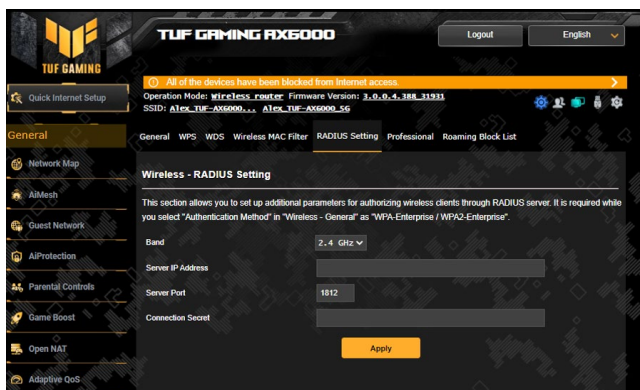 TUF GAMING AX6000
Logout
English
TUF GAMING
All of the devices have been blocked from Internet access.
Quick Internet Setup
Operation Mode: Wireless router Firmware Version: 3.0.0.4.388_31931
SSID: Alex_TUF-AX6000... Alex_TUF-AX6000_5G
General
General WPS WDS Wireless MAC Filter RADIUS Setting Professional Roaming Block List
Network Map
Wireless - RADIUS Setting
AiMesh
This section allows you to set up additional parameters for authorizing wireless clients through RADIUS server. It is required while
you select "Authentication Method" in "Wireless - General" as "WPA-Enterprise / WPA2-Enterprise".
Guest Network
Band 2.4 GHz
AiProtection
Server IP Address
Parental Controls
Server Port 1812
Game Boost
Connection Secret
Open NAT
Apply
Adaptive QoS